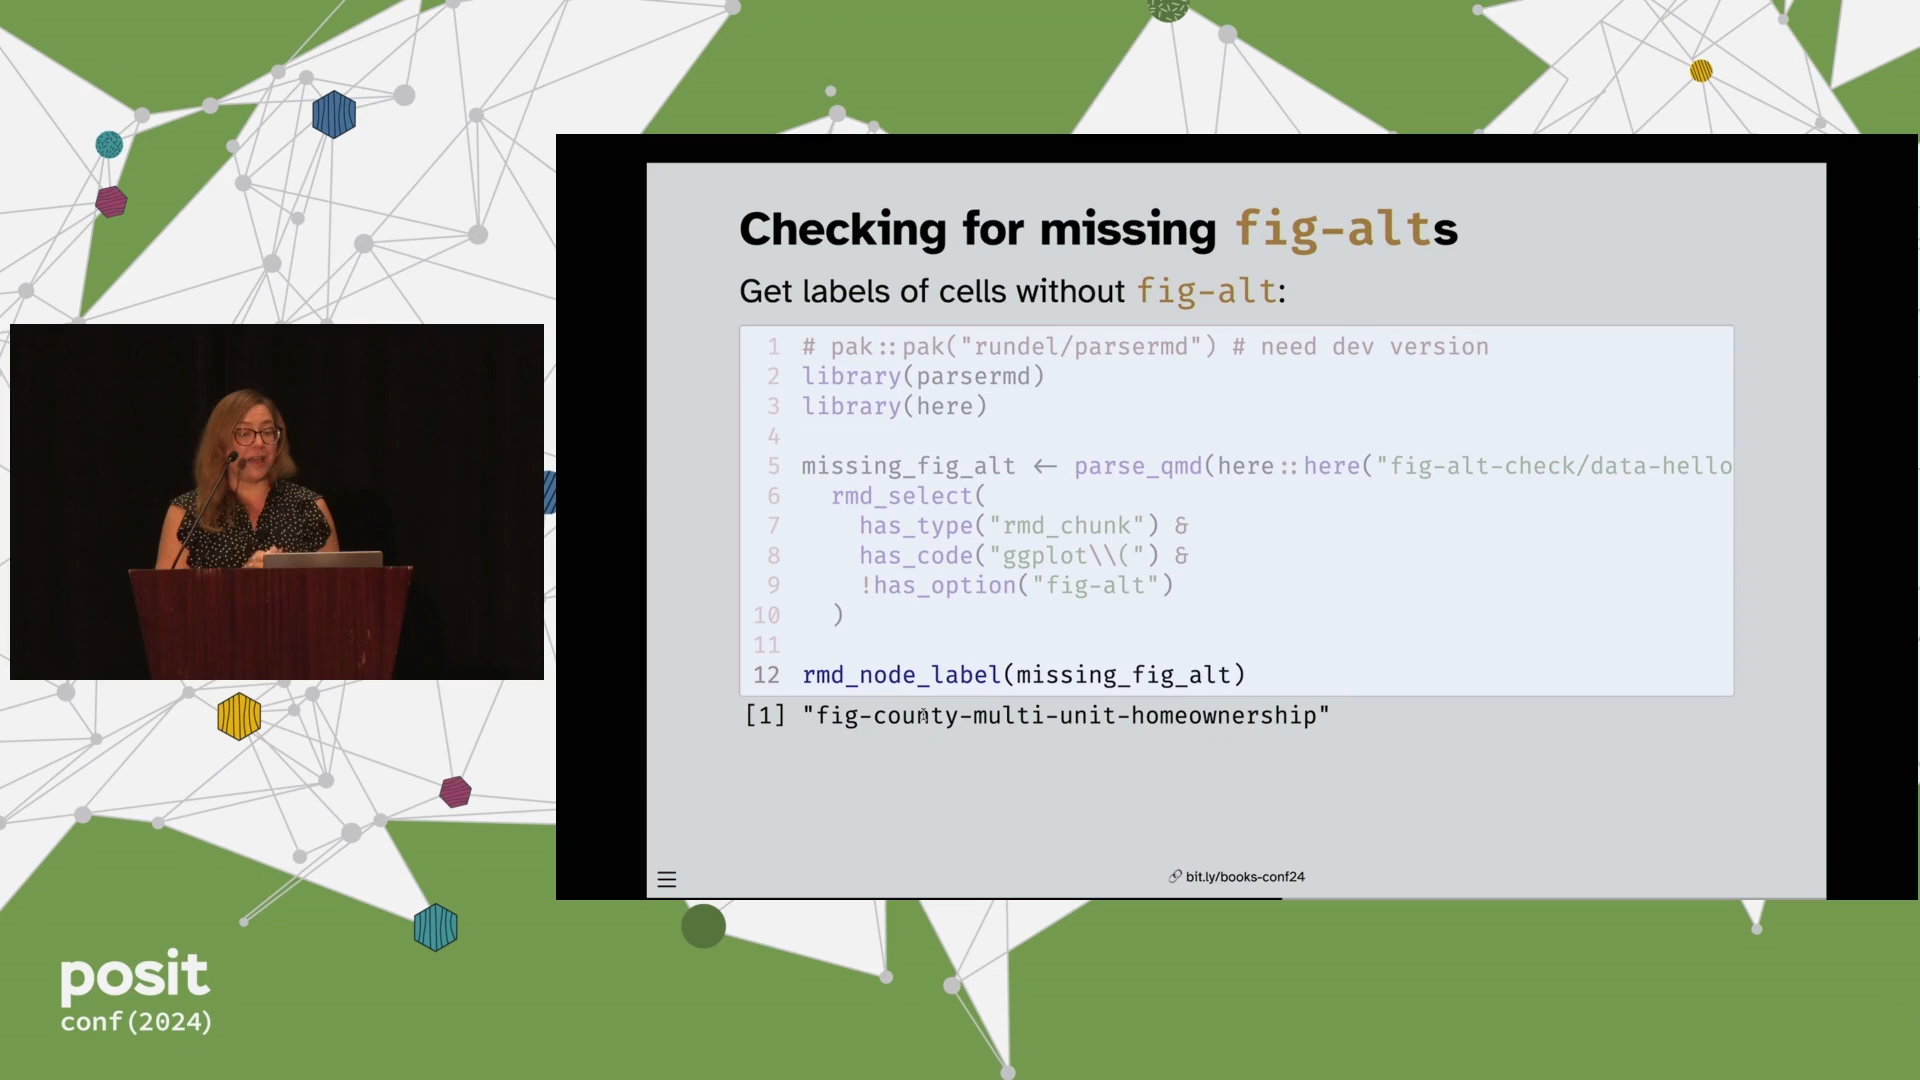 Checking for missing fig-alts
Get labels of cells without fig-alt:
1 # pak::pak("rundel/parsermd") # need dev version
2 library(parsermd)
3 library(here)
4
5 missing_fig_alt <- parse_qmd(here::here("fig-alt-check/data-hello
6 rmd_select(
7 has_type("rmd_chunk") &
8 has_code("ggplot\\(") &
9 !has_option("fig-alt")
10 )
11
12 rmd_node_label(missing_fig_alt)
[1] "fig-county-multi-unit-homeownership"
bit.ly/books-conf24
posit
conf(2024)